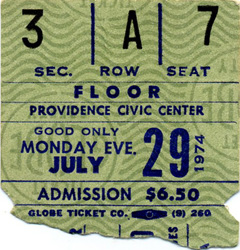 3 A 7
SEC. ROW SEAT
FLOOR
PROVIDENCE CIVIC CENTER
GOOD ONLY
MONDAY EVE.
JULY 29 1974
ADMISSION $6.50
GLOBE TICKET CO. (9) 260